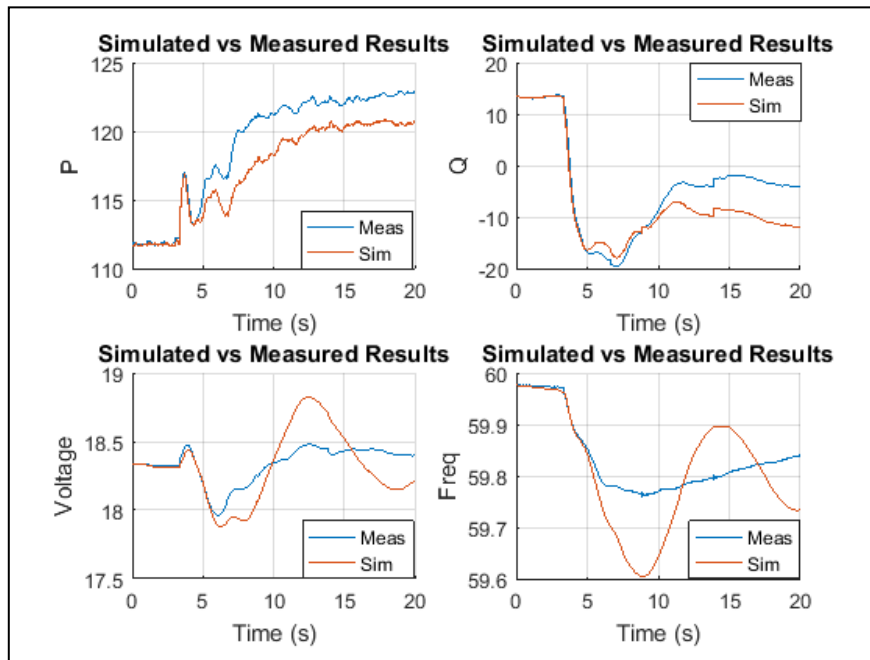 Simulated vs Measured Results
125
120
115
110
P
Meas
Sim
0 5 10 15 20
Time (s)
Simulated vs Measured Results
20
10
0
-10
-20
Q
Meas
Sim
0 5 10 15 20
Time (s)
Simulated vs Measured Results
19
18.5
18
17.5
Voltage
Meas
Sim
0 5 10 15 20
Time (s)
Simulated vs Measured Results
60
59.9
59.8
59.7
59.6
Freq
Meas
Sim
0 5 10 15 20
Time (s)